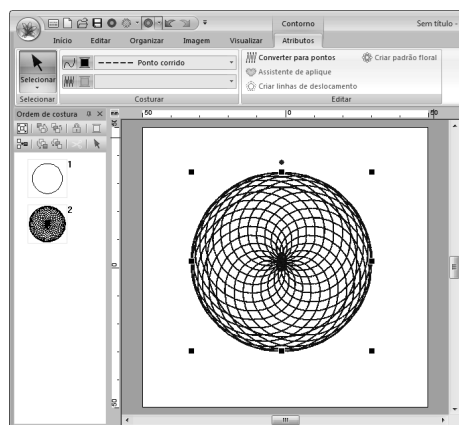 Contorno
Sem título -
Início Editar Organizar Imagem Visualizar Atributos
Selecionar
Ponto corrido
Converter para pontos
Criar padrão floral
Assistente de aplique
Criar linhas de deslocamento
Selecionar Costurar Editar
Ordem de costura
mm
50 0 50
50
1
2
0
50